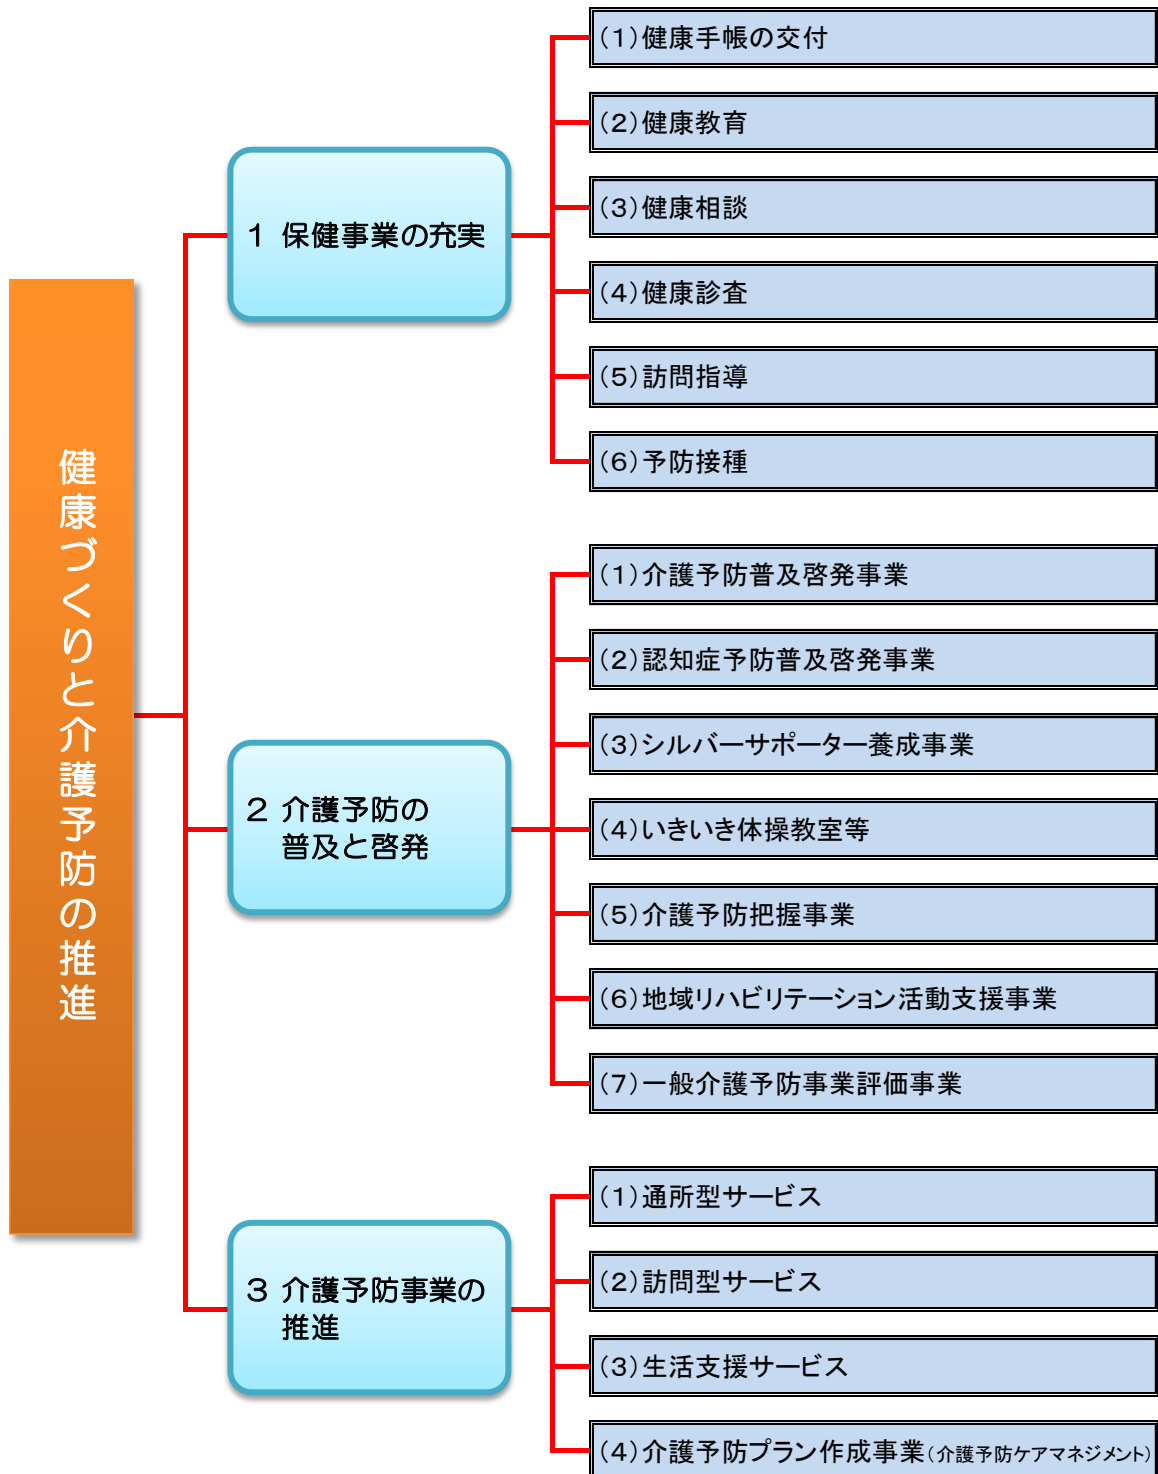 健康づくりと介護予防の推進
1 保健事業の充実
(1)健康手帳の交付
(2)健康教育
(3)健康相談
(4)健康診査
(5)訪問指導
(6)予防接種
2 介護予防の
普及と啓発
(1)介護予防普及啓発事業
(2)認知症予防普及啓発事業
(3)シルバーサポーター養成事業
(4)いきいき体操教室等
(5)介護予防把握事業
(6)地域リハビリテーション活動支援事業
(7)一般介護予防事業評価事業
3 介護予防事業の
推進
(1)通所型サービス
(2)訪問型サービス
(3)生活支援サービス
(4)介護予防プラン作成事業(介護予防ケアマネジメント)